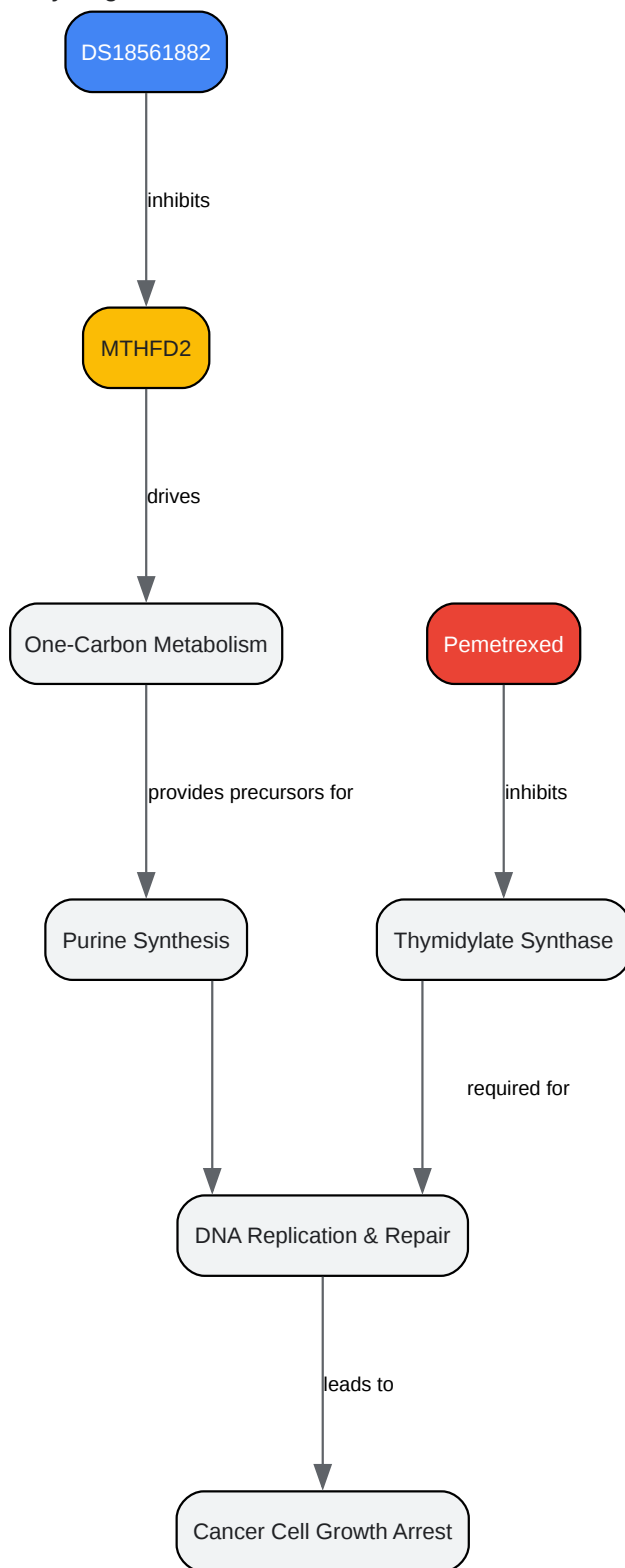 DS18561882
inhibits
MTHFD2
drives
One-Carbon Metabolism
Pemetrexed
provides precursors for
inhibits
Purine Synthesis
Thymidylate Synthase
required for
DNA Replication & Repair
leads to
Cancer Cell Growth Arrest